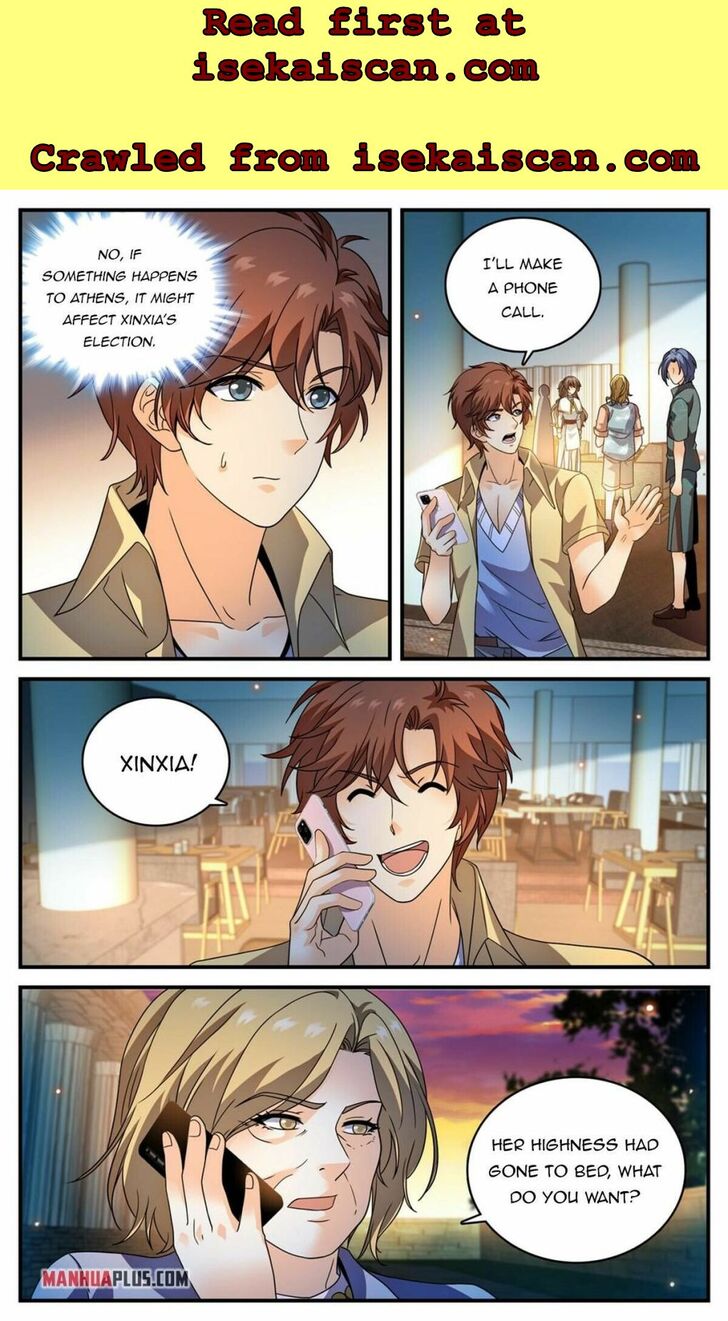 Read first at
isekaiscan.com
Crawled from isekaiscan.com
NO, IF
SOMETHING HAPPENS
TO ATHENS, IT MIGHT
AFFECT XINXIA'S
ELECTION.
I'LL MAKE
A PHONE
CALL.
XINXIA!
HER HIGHNESS HAD
GONE TO BED, WHAT
DO YOU WANT?
MANHUAPLUS.COM